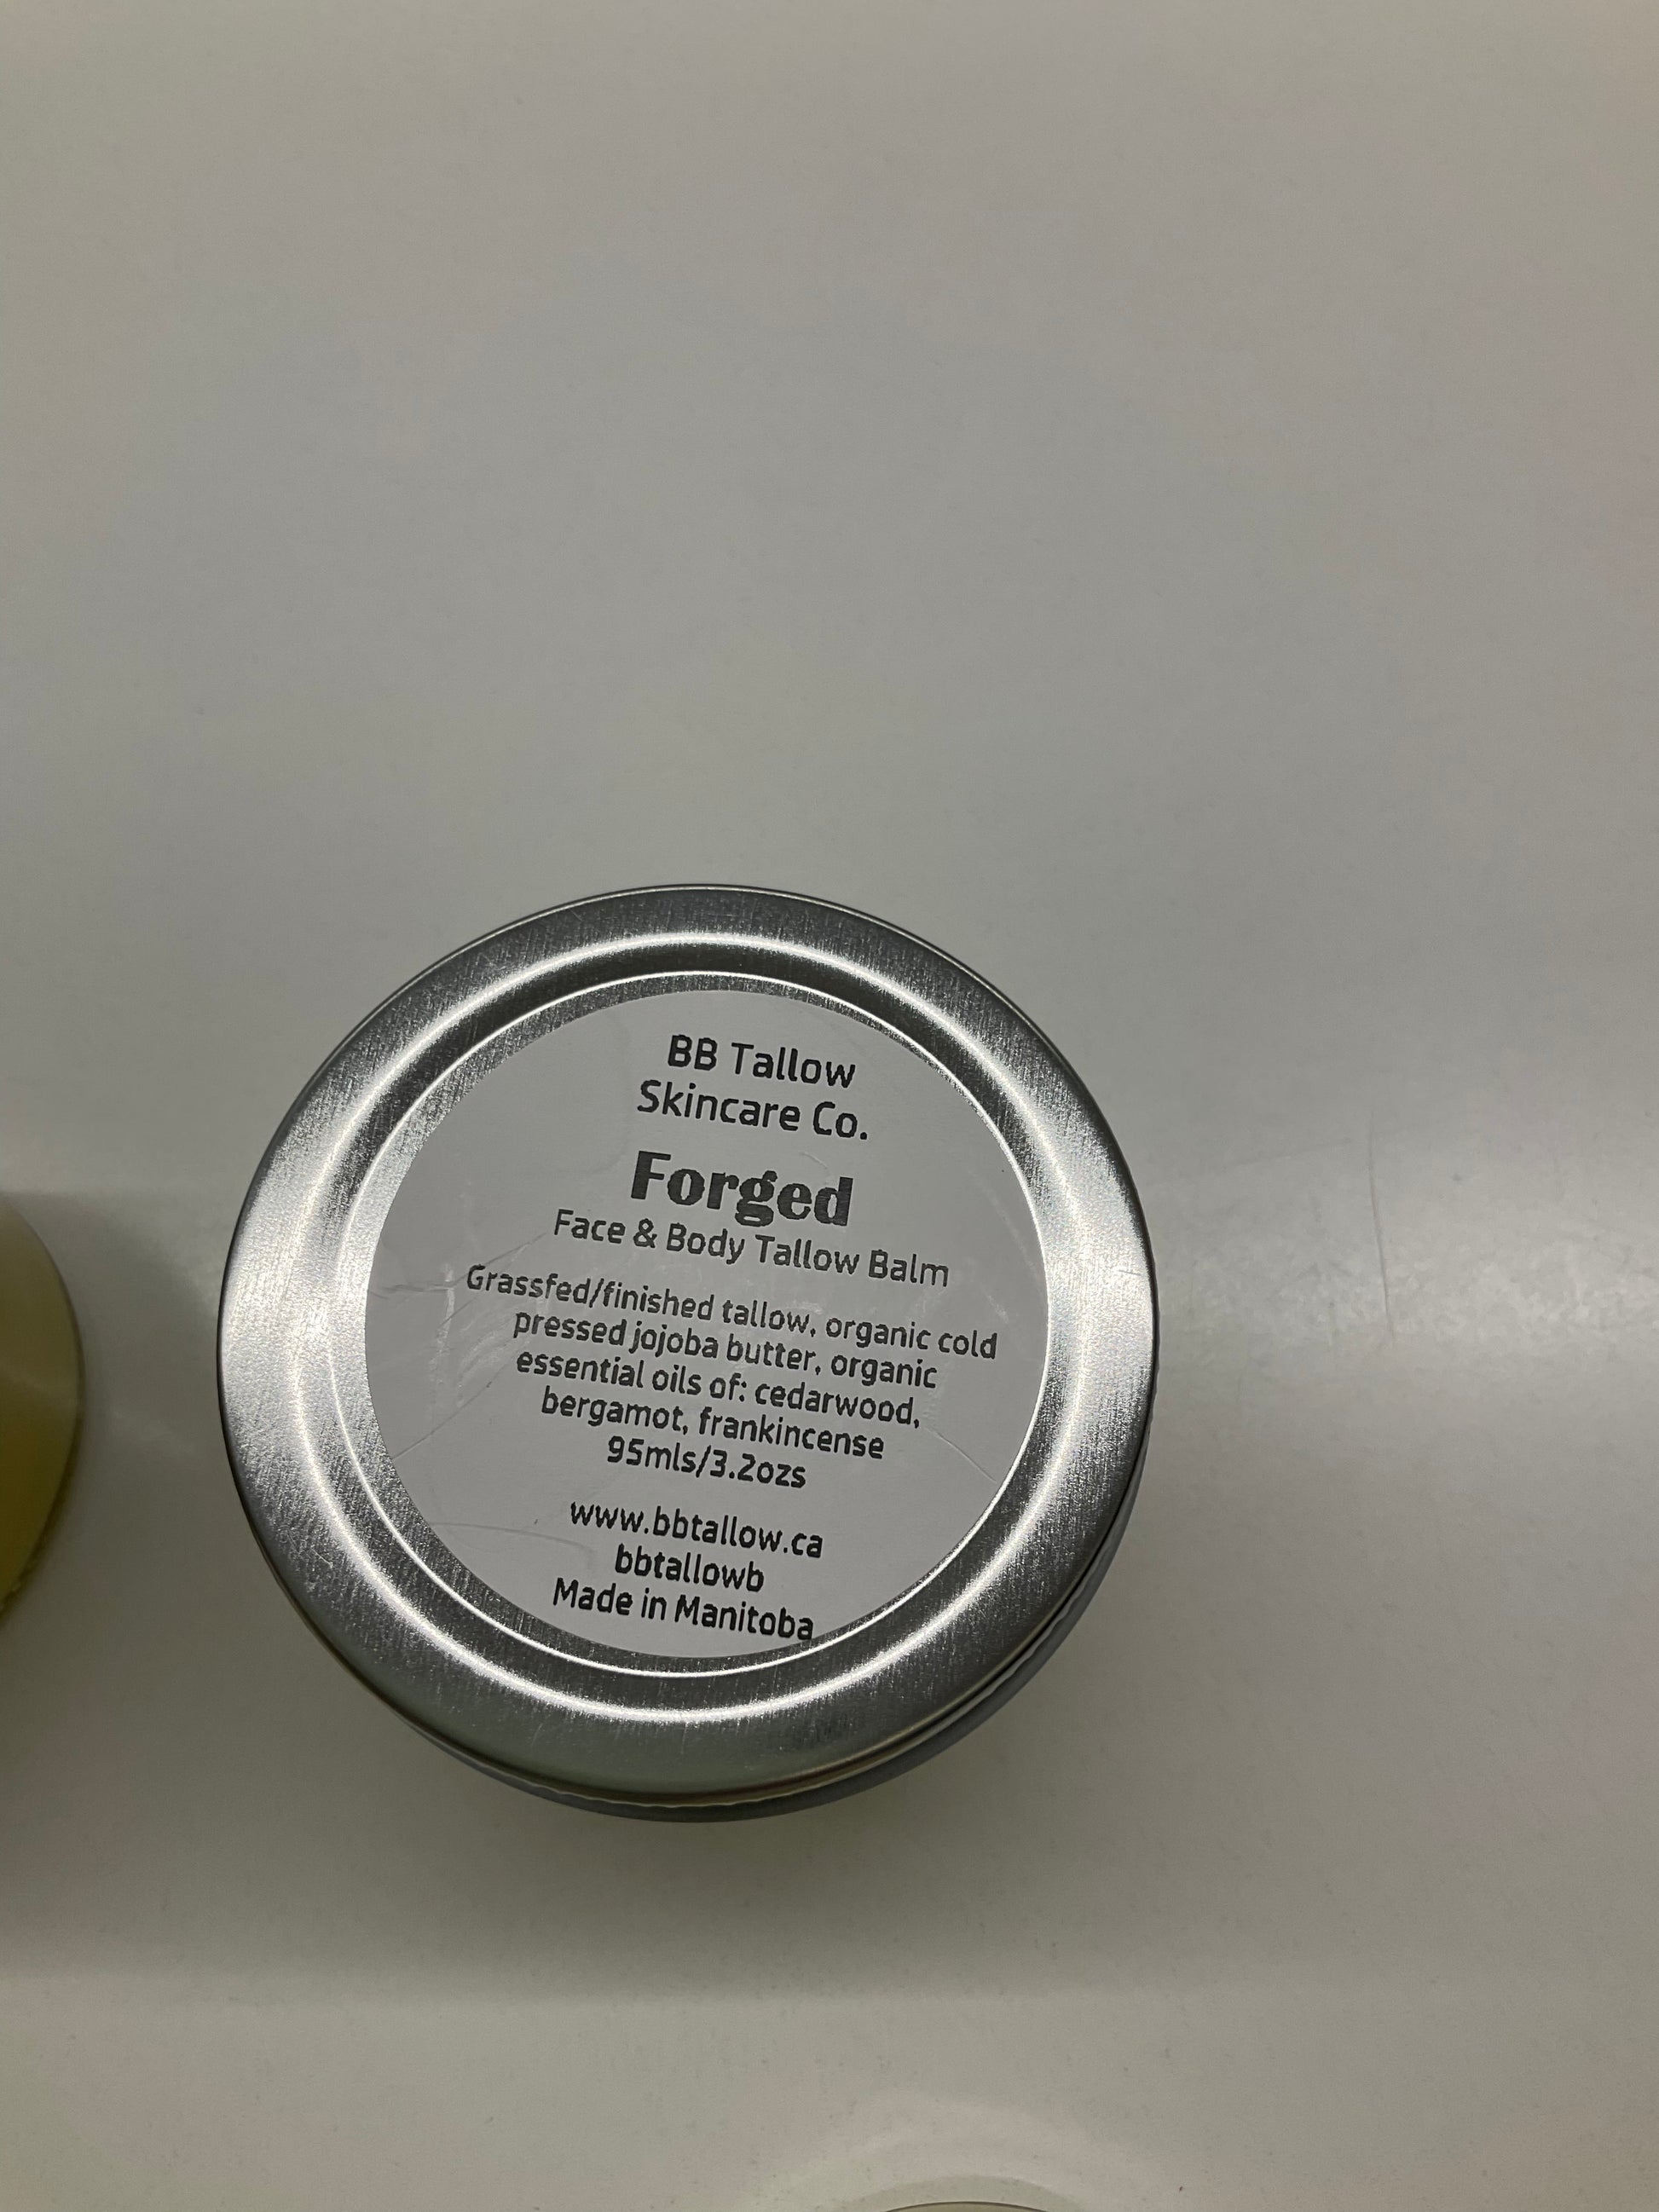 BB Tallow
Skincare Co.
Forged
Face & Body Tallow Balm
Grassfed/finished tallow, organic cold
pressed jojoba butter, organic
essential oils of: cedarwood,
bergamot, frankincense
95mls/3.2ozs
www.bbtallow.ca
bbtallowb
Made in Manitoba